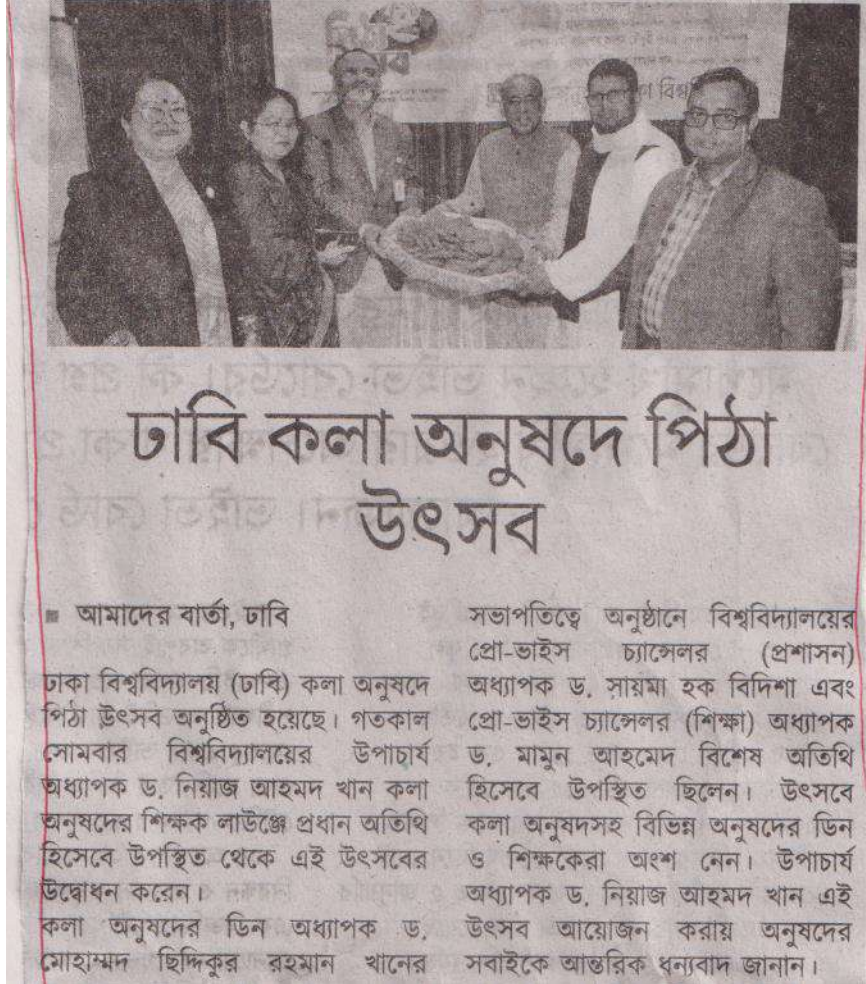 ঢাবি কলা অনুষদে পিঠা
উৎসব
■ আমাদের বার্তা, ঢাবি
ঢাকা বিশ্ববিদ্যালয় (ঢাবি) কলা অনুষদে
পিঠা উৎসব অনুষ্ঠিত হয়েছে। গতকাল
সোমবার বিশ্ববিদ্যালয়ের উপাচার্য
অধ্যাপক ড. নিয়াজ আহমদ খান কলা
অনুষদের শিক্ষক লাউঞ্জে প্রধান অতিথি
হিসেবে উপস্থিত থেকে এই উৎসবের
উদ্বোধন করেন।
কলা অনুষদের ডিন অধ্যাপক ড.
মোহাম্মদ ছিদ্দিকুর রহমান খানের
সভাপতিত্বে অনুষ্ঠানে বিশ্ববিদ্যালয়ের
প্রো-ভাইস চ্যান্সেলর (প্রশাসন)
অধ্যাপক ড. সায়মা হক বিদিশা এবং
প্রো-ভাইস চ্যান্সেলর (শিক্ষা) অধ্যাপক
ড. মামুন আহমেদ বিশেষ অতিথি
হিসেবে উপস্থিত ছিলেন। উৎসবে
কলা অনুষদসহ বিভিন্ন অনুষদের ডিন
ও শিক্ষকেরা অংশ নেন। উপাচার্য
অধ্যাপক ড. নিয়াজ আহমদ খান এই
উৎসব আয়োজন করায় অনুষদের
সবাইকে আন্তরিক ধন্যবাদ জানান।